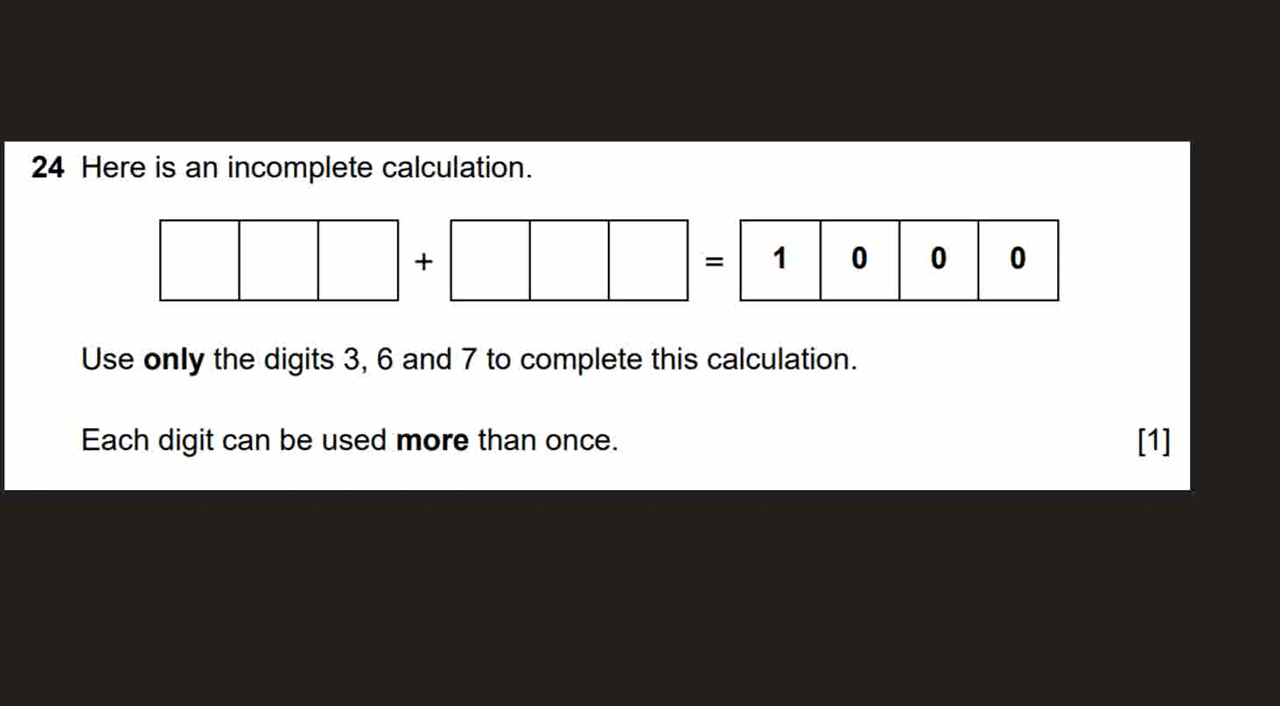 24 Here is an incomplete calculation.
+ = 1 0 0 0
Use only the digits 3, 6 and 7 to complete this calculation.
Each digit can be used more than once. [1]